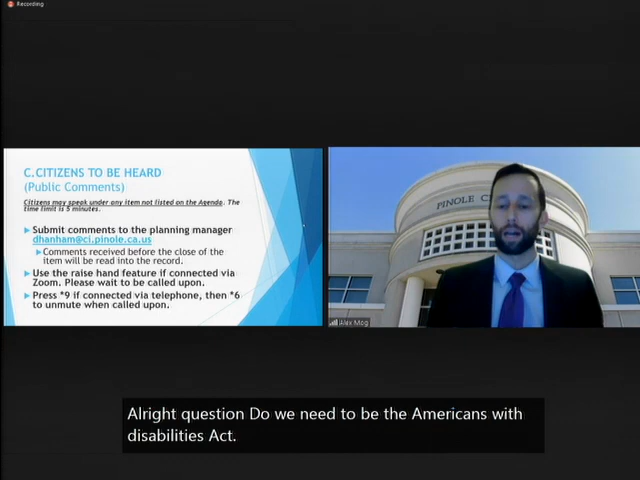 Recording
C.CITIZENS TO BE HEARD
(Public Comments)
Citizens may speak under any item not listed on the Agenda. The
time limit is 5 minutes.
Submit comments to the planning manager
dhanham@ci.pinole.ca.us
Comments received before the close of the
item will be read into the record.
Use the raise hand feature if connected via
Zoom. Please wait to be called upon.
Press *9 if connected via telephone, then *6
to unmute when called upon.
PINOLE C
Alex Mog
Alright question Do we need to be the Americans with
disabilities Act.